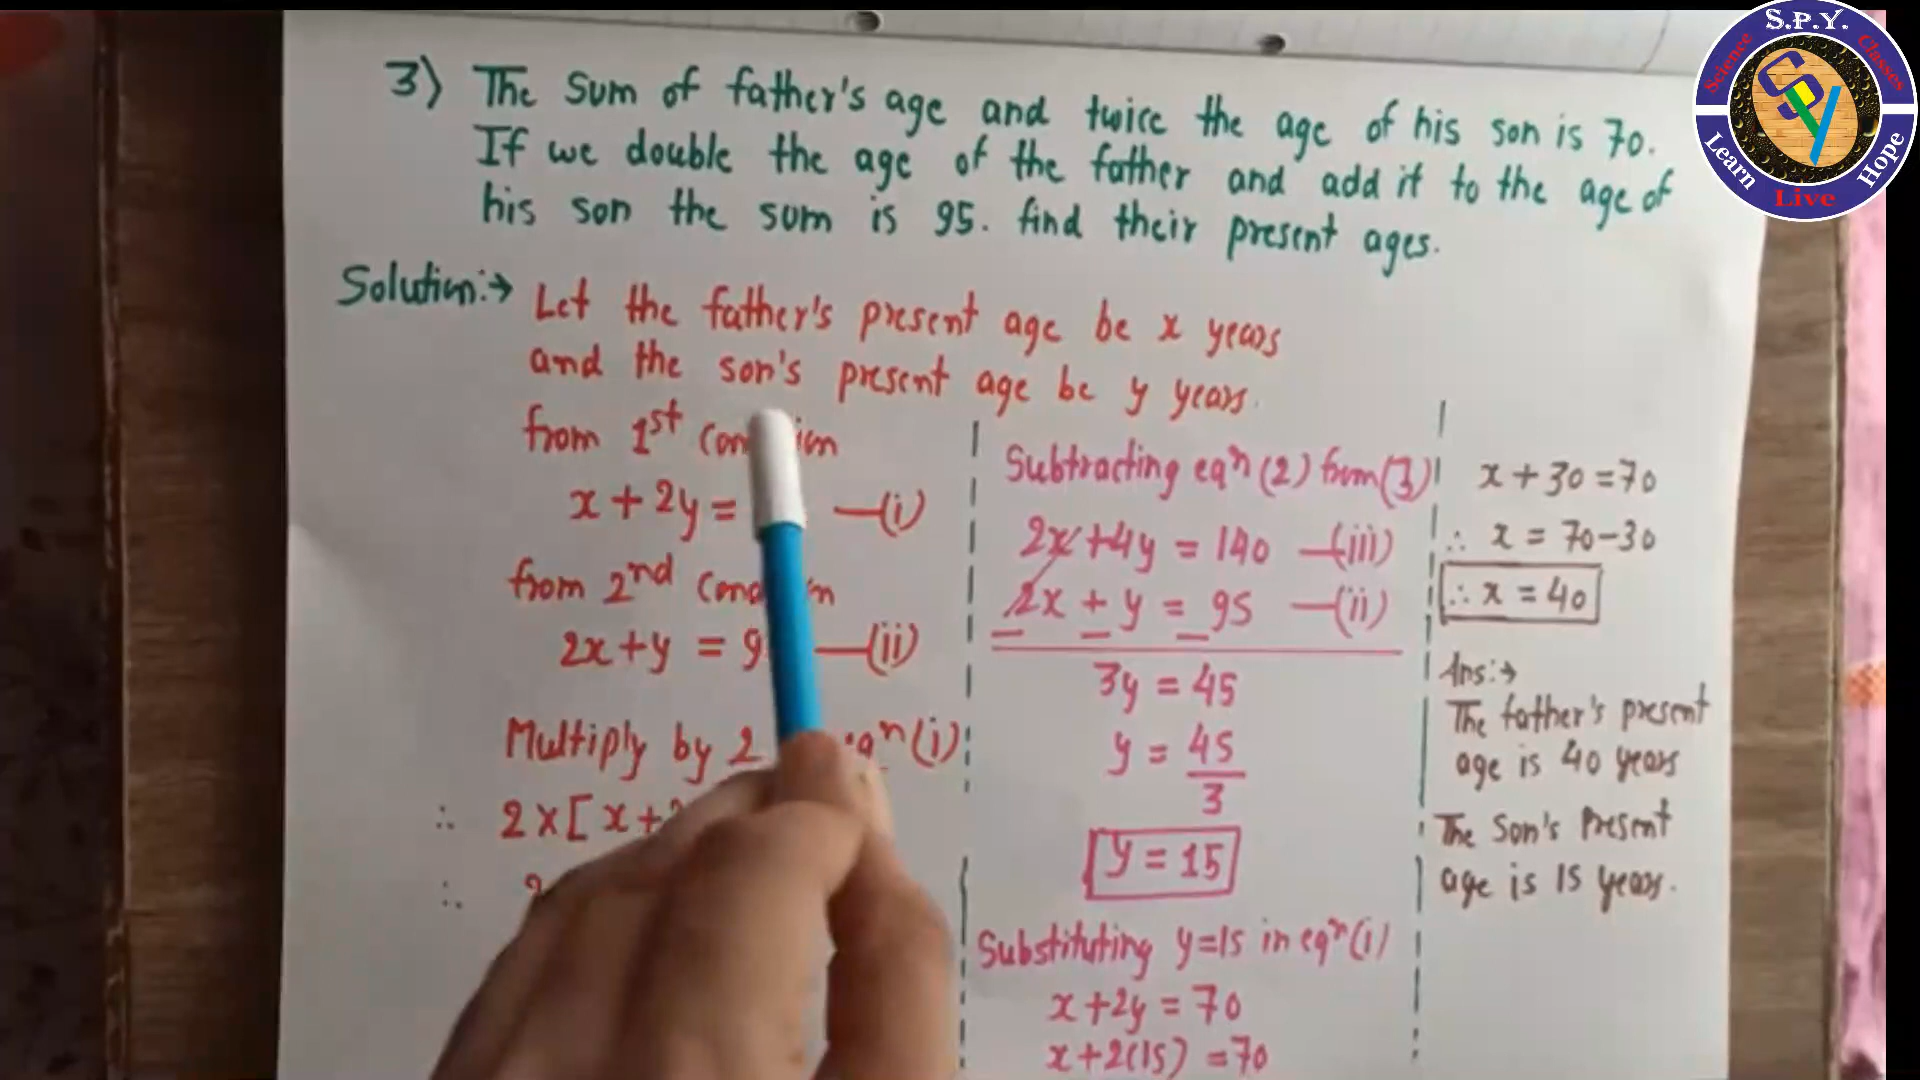 3) The sum of father's age and twice the age of his son is 70.
If we double the age of the father and add it to the age of
his son the sum is 95. find their present ages.
Solution:→ Let the father's present age be x years
and the son's present age be y years.
from 1st
x + 2y = —(i)
from 2nd
2x+y = 9 —(ii)
Multiply by 2 eqⁿ(i)
∴ 2×[x+
∴ 2
Subtracting eqⁿ(2) from(3)
2x+4y = 140 —(iii)
2x + y = 95 —(ii)
3y = 45
y = 45
3
y = 15
Substituting y=15 in eqⁿ(i)
x+2y = 70
x+2(15) = 70
x + 30 = 70
∴ x = 70-30
∴ x = 40
Ans:→
The father's present
age is 40 years
The Son's Present
age is 15 years.
S.P.Y.
Science
Classes
SPY
Learn
Live
Hope